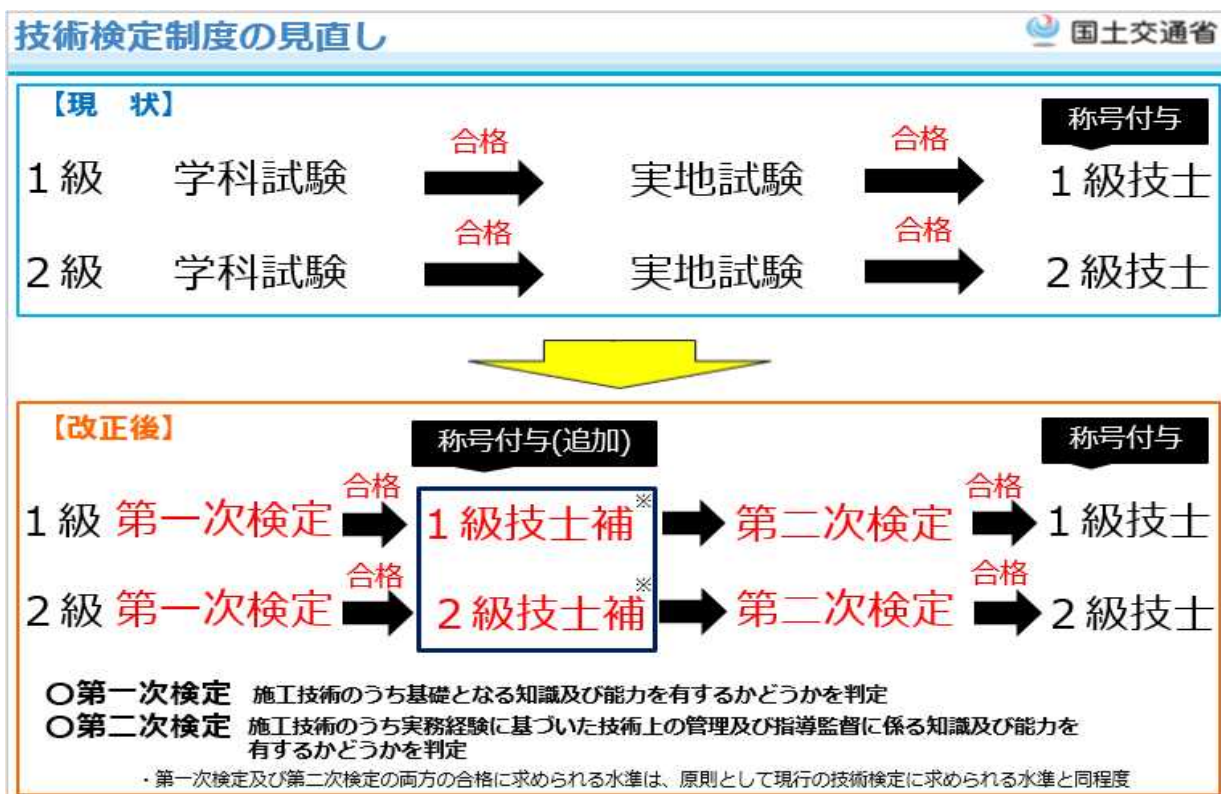 技術検定制度の見直し
国土交通省
【現　状】
称号付与
1級 学科試験 合格 実地試験 合格 1級技士
2級 学科試験 合格 実地試験 合格 2級技士
【改正後】
称号付与(追加)
称号付与
1級 第一次検定 合格 1級技士補※ 第二次検定 合格 1級技士
2級 第一次検定 合格 2級技士補※ 第二次検定 合格 2級技士
〇第一次検定 施工技術のうち基礎となる知識及び能力を有するかどうかを判定
〇第二次検定 施工技術のうち実務経験に基づいた技術上の管理及び指導監督に係る知識及び能力を
有するかどうかを判定
・第一次検定及び第二次検定の両方の合格に求められる水準は、原則として現行の技術検定に求められる水準と同程度